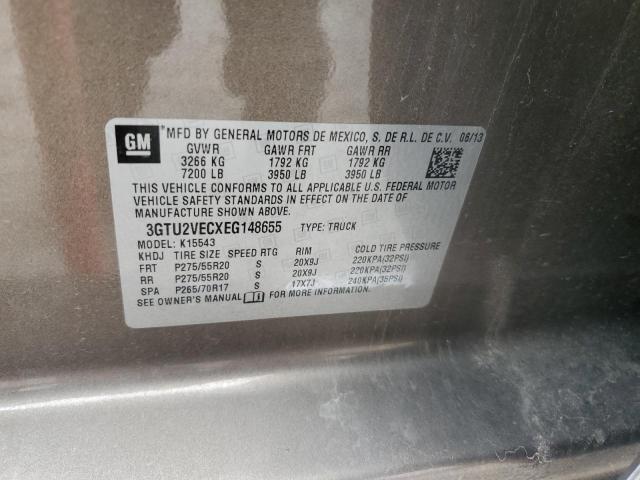 GM
MFD BY GENERAL MOTORS DE MEXICO, S. DE R.L. DE C.V. 06/13
GVWR GAWR FRT GAWR RR
3266 KG 1792 KG 1792 KG
7200 LB 3950 LB 3950 LB
THIS VEHICLE CONFORMS TO ALL APPLICABLE U.S. FEDERAL MOTOR
VEHICLE SAFETY STANDARDS IN EFFECT ON THE DATE OF
MANUFACTURE SHOWN ABOVE.
3GTU2VECXEG148655 TYPE: TRUCK
MODEL: K15543
KHDJ TIRE SIZE SPEED RTG RIM COLD TIRE PRESSURE
FRT P275/55R20 S 20X9J 220KPA(32PSI)
RR P275/55R20 S 20X9J 220KPA(32PSI)
SPA P265/70R17 S 17X7J 240KPA(35PSI)
SEE OWNER'S MANUAL FOR MORE INFORMATION.